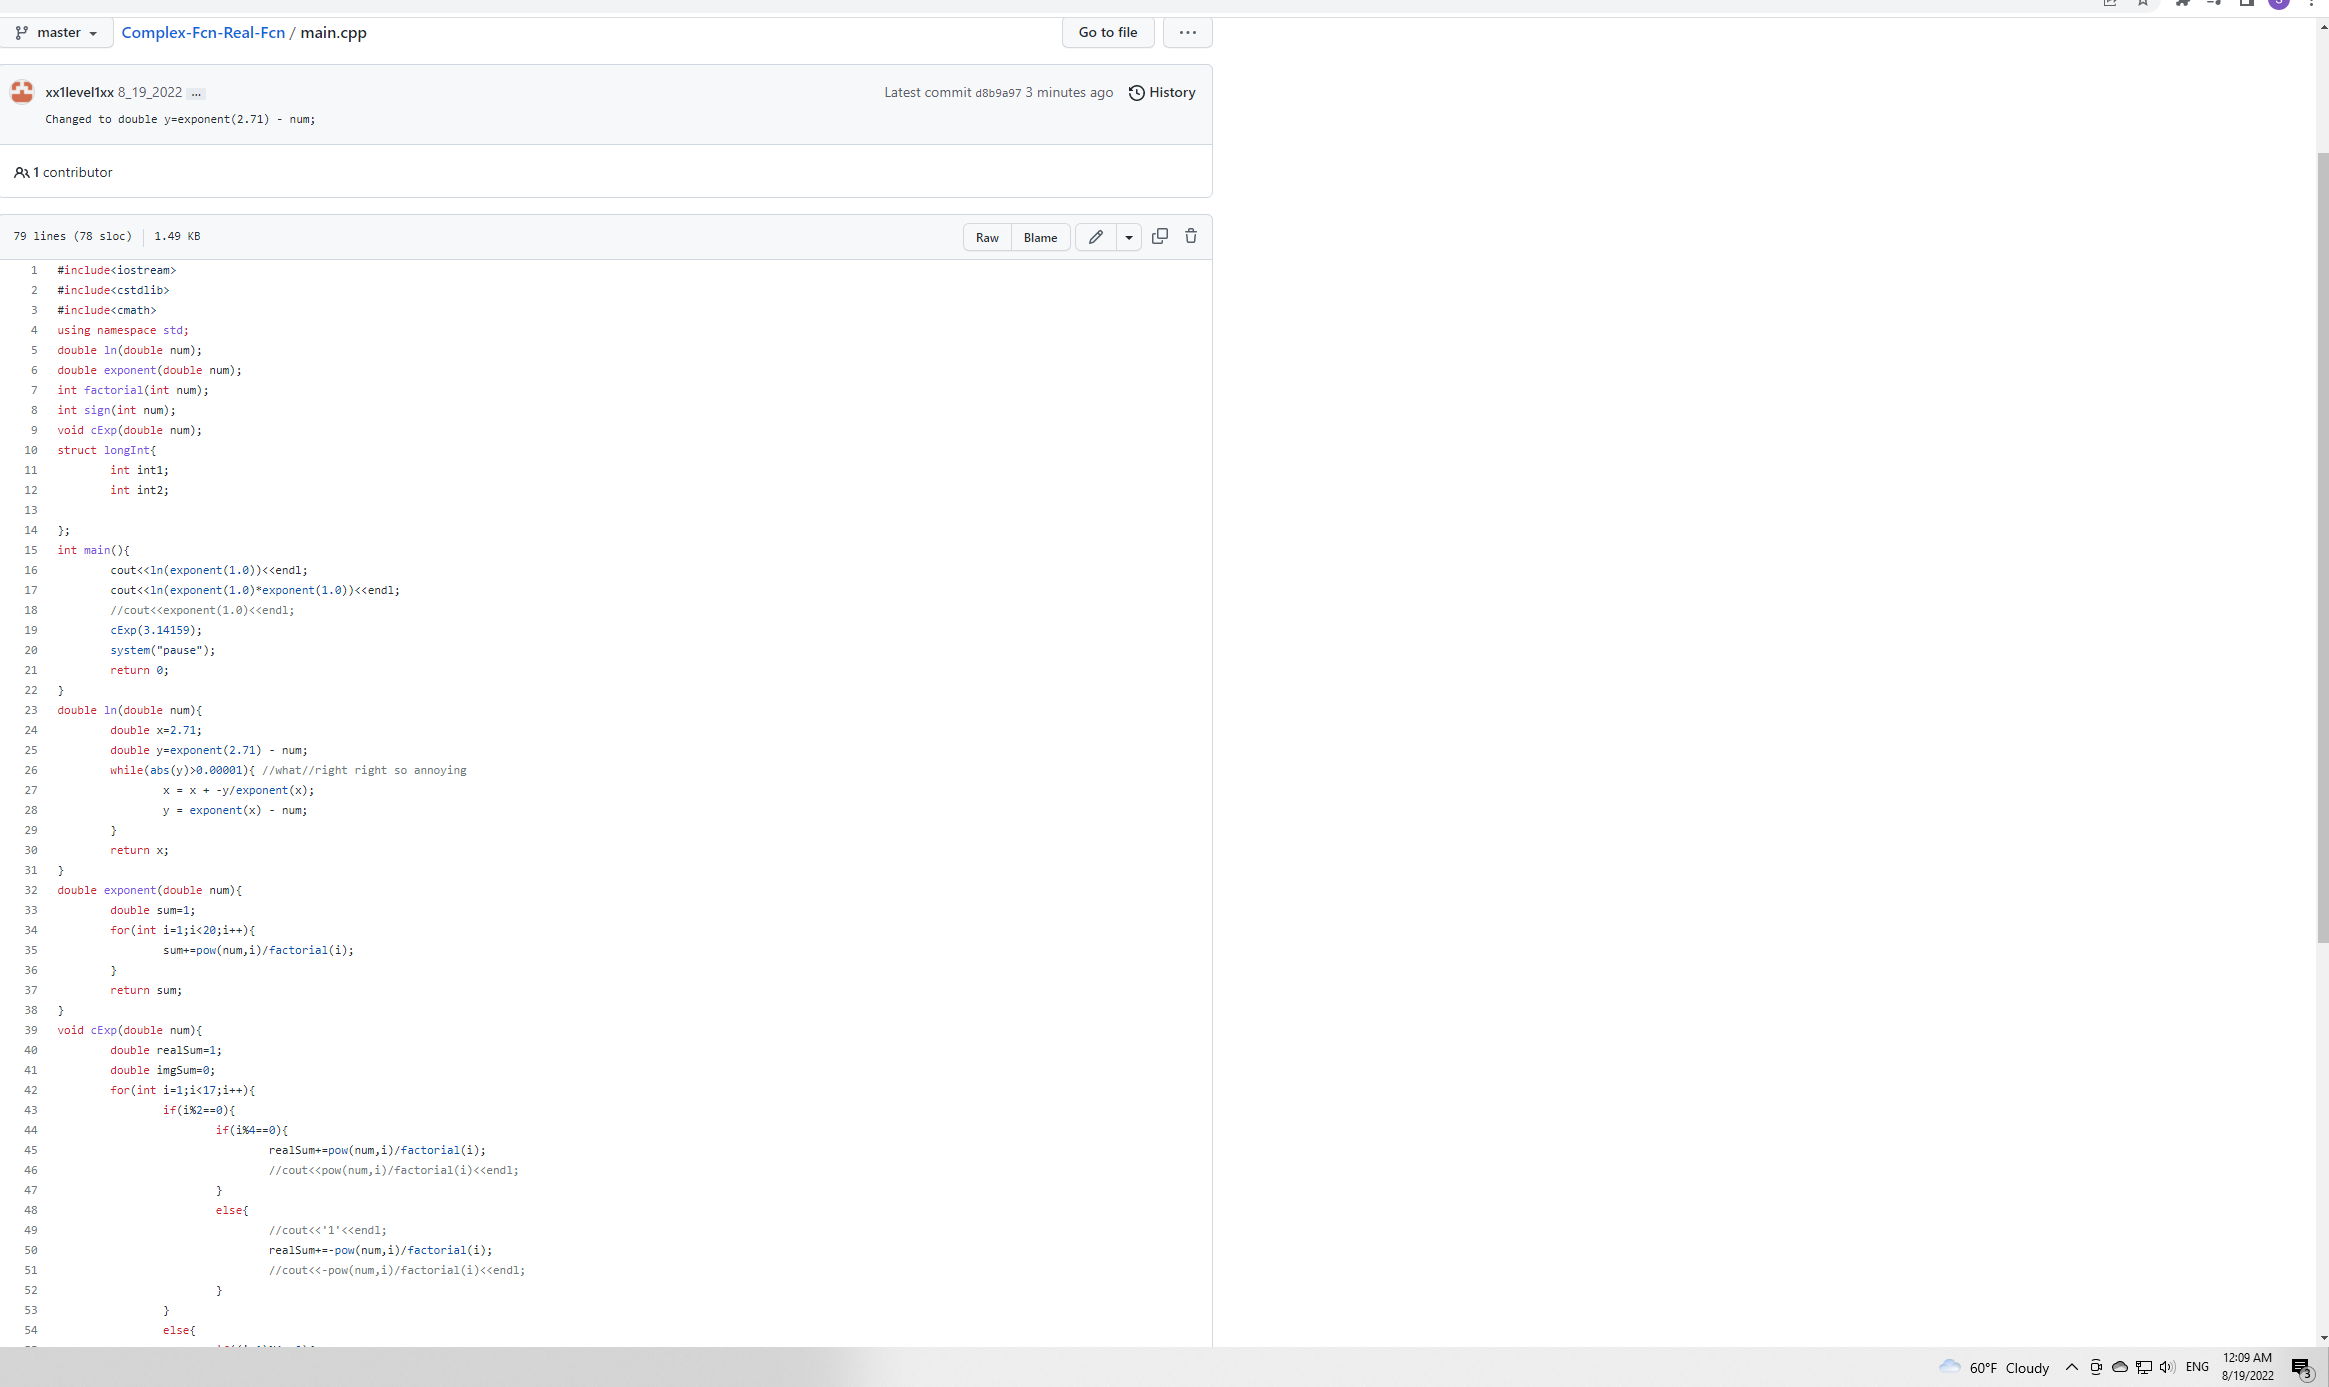 master
Complex-Fcn-Real-Fcn / main.cpp
Go to file
xx1level1xx 8_19_2022 ...
Latest commit d8b9a97 3 minutes ago
History
Changed to double y=exponent(2.71) - num;
1 contributor
79 lines (78 sloc) 1.49 KB
Raw
Blame
1 #include<iostream>
2 #include<cstdlib>
3 #include<cmath>
4 using namespace std;
5 double ln(double num);
6 double exponent(double num);
7 int factorial(int num);
8 int sign(int num);
9 void cExp(double num);
10 struct longInt{
11 int int1;
12 int int2;
13
14 };
15 int main(){
16 cout<<ln(exponent(1.0))<<endl;
17 cout<<ln(exponent(1.0)*exponent(1.0))<<endl;
18 //cout<<exponent(1.0)<<endl;
19 cExp(3.14159);
20 system("pause");
21 return 0;
22 }
23 double ln(double num){
24 double x=2.71;
25 double y=exponent(2.71) - num;
26 while(abs(y)>0.00001){ //what//right right so annoying
27 x = x + -y/exponent(x);
28 y = exponent(x) - num;
29 }
30 return x;
31 }
32 double exponent(double num){
33 double sum=1;
34 for(int i=1;i<20;i++){
35 sum+=pow(num,i)/factorial(i);
36 }
37 return sum;
38 }
39 void cExp(double num){
40 double realSum=1;
41 double imgSum=0;
42 for(int i=1;i<17;i++){
43 if(i%2==0){
44 if(i%4==0){
45 realSum+=pow(num,i)/factorial(i);
46 //cout<<pow(num,i)/factorial(i)<<endl;
47 }
48 else{
49 //cout<<'1'<<endl;
50 realSum+=-pow(num,i)/factorial(i);
51 //cout<<-pow(num,i)/factorial(i)<<endl;
52 }
53 }
54 else{
60°F Cloudy
ENG
12:09 AM
8/19/2022
3